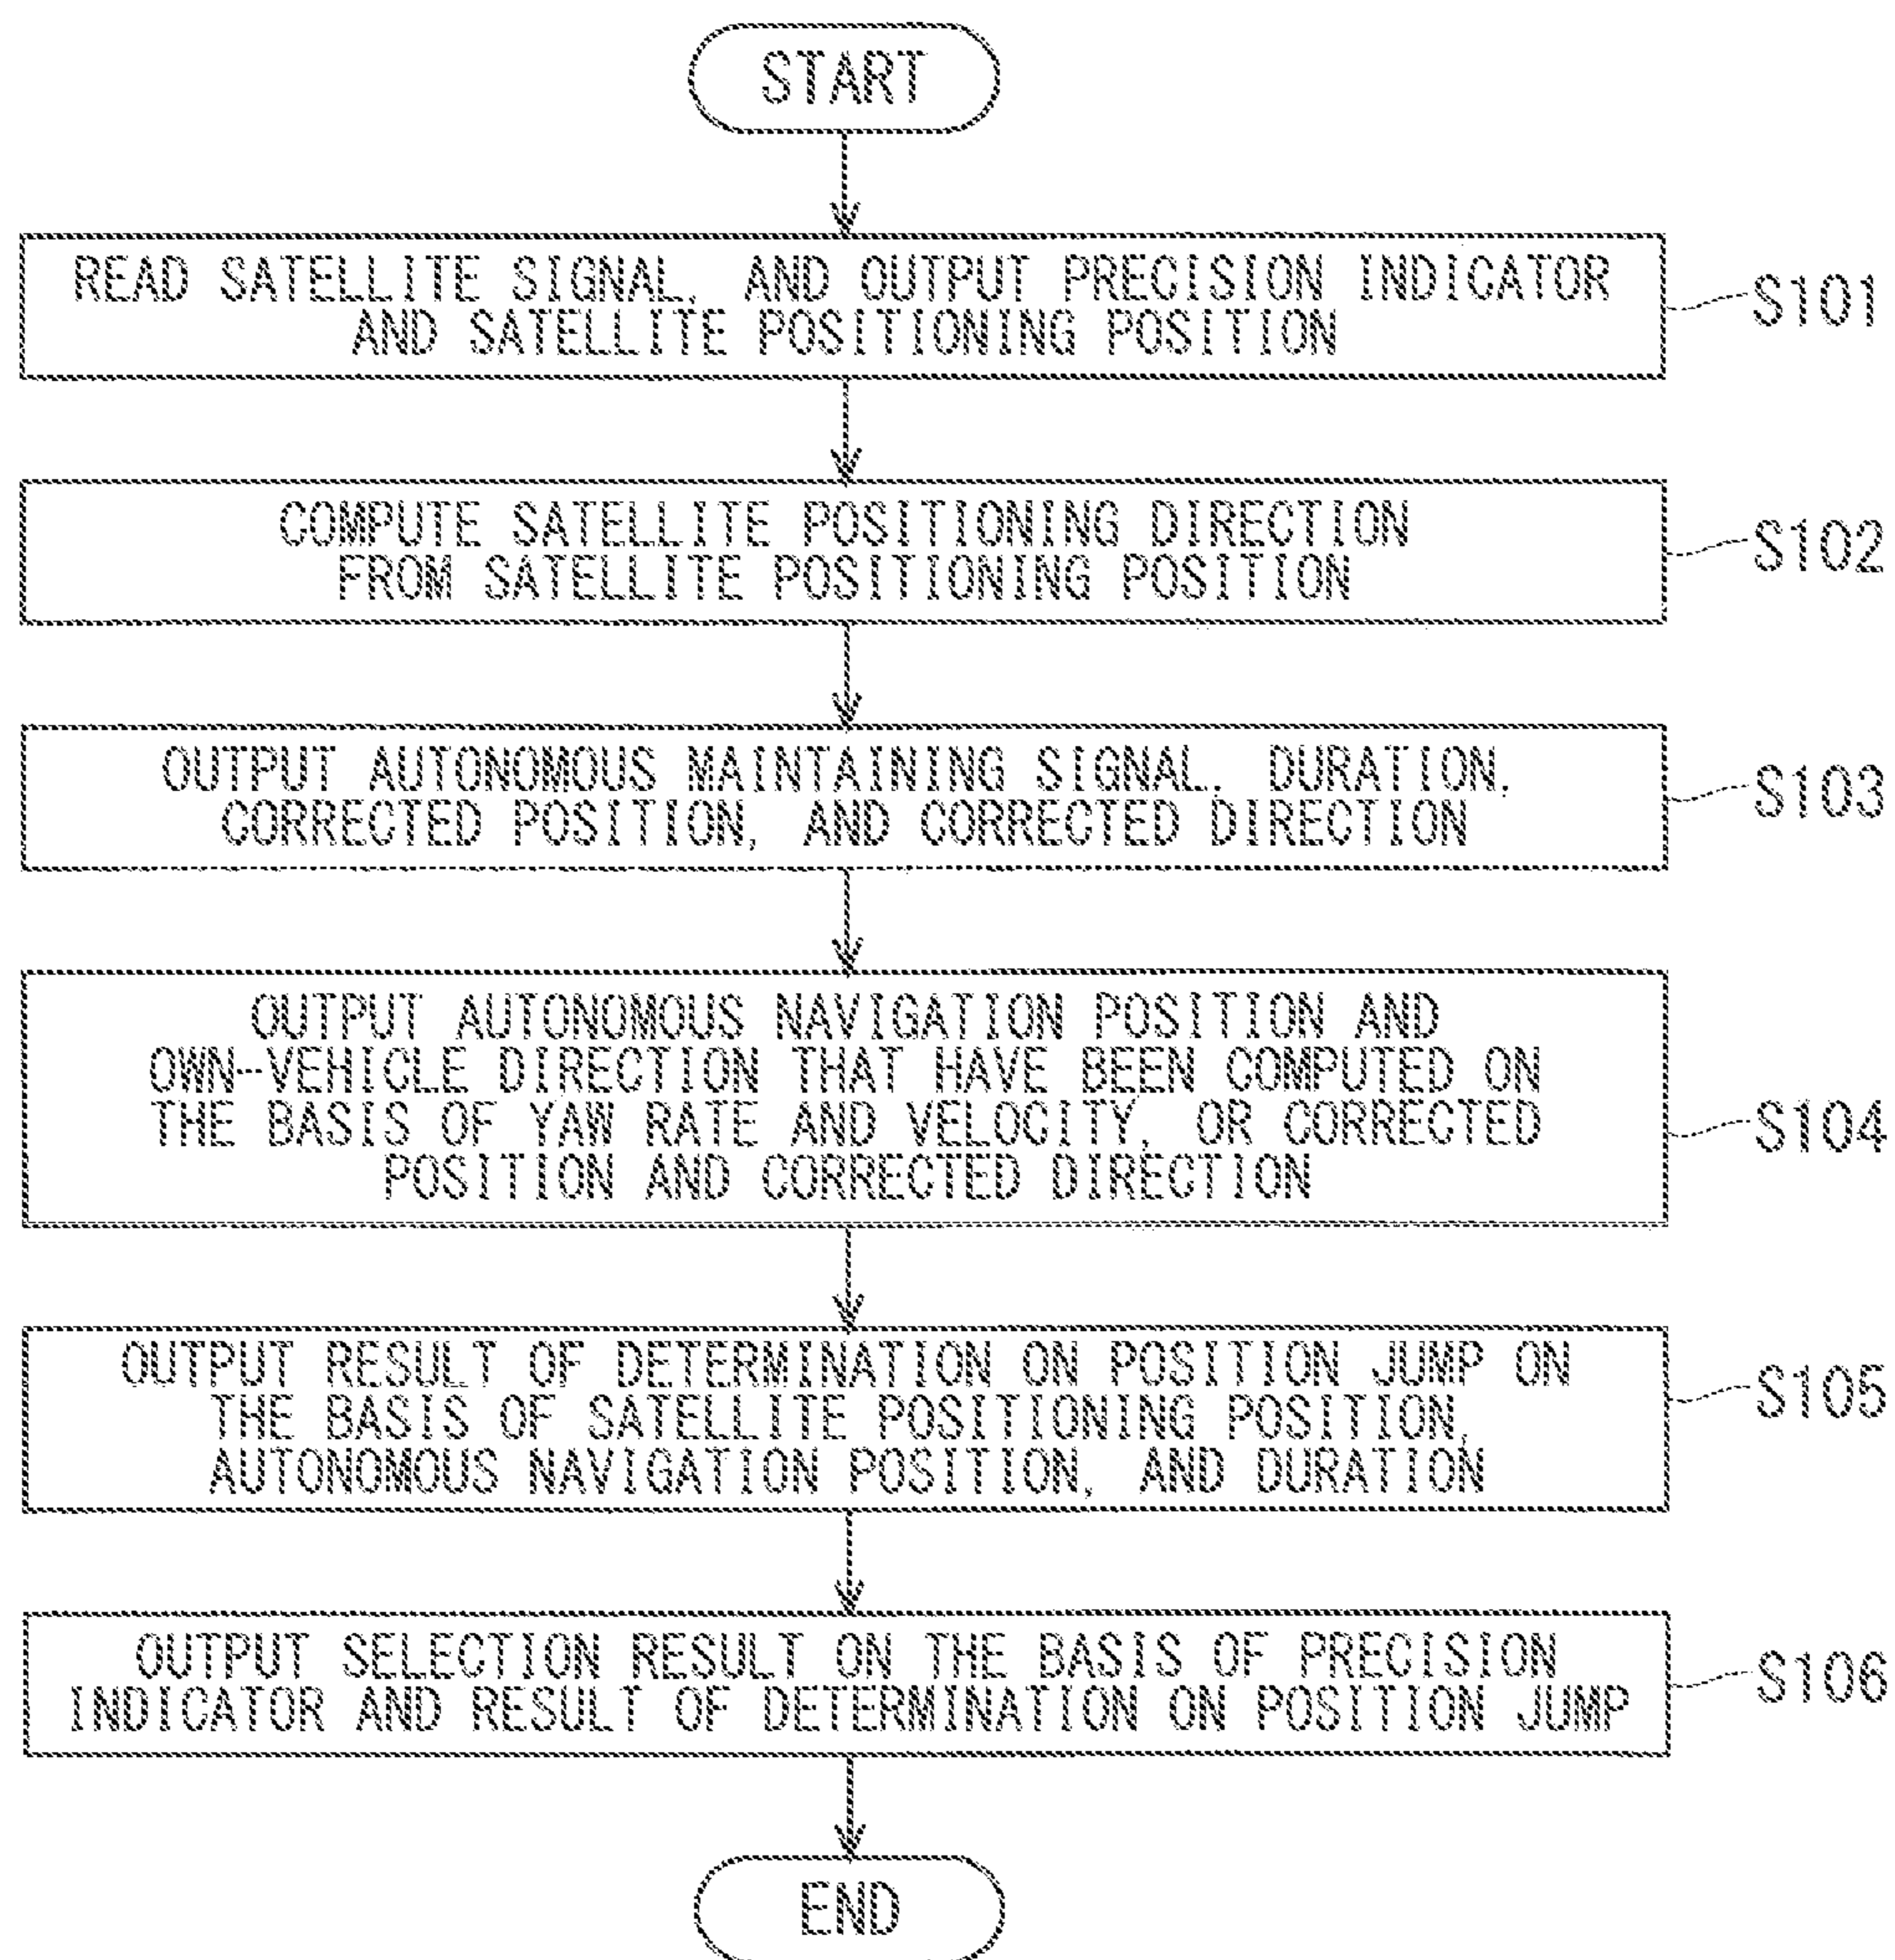 START
READ SATELLITE SIGNAL, AND OUTPUT PRECISION INDICATOR
AND SATELLITE POSITIONING POSITION
S101
COMPUTE SATELLITE POSITIONING DIRECTION
FROM SATELLITE POSITIONING POSITION
S102
OUTPUT AUTONOMOUS MAINTAINING SIGNAL, DURATION,
CORRECTED POSITION, AND CORRECTED DIRECTION
S103
OUTPUT AUTONOMOUS NAVIGATION POSITION AND
OWN-VEHICLE DIRECTION THAT HAVE BEEN COMPUTED ON
THE BASIS OF YAW RATE AND VELOCITY, OR CORRECTED
POSITION AND CORRECTED DIRECTION
S104
OUTPUT RESULT OF DETERMINATION ON POSITION JUMP ON
THE BASIS OF SATELLITE POSITIONING POSITION,
AUTONOMOUS NAVIGATION POSITION, AND DURATION
S105
OUTPUT SELECTION RESULT ON THE BASIS OF PRECISION
INDICATOR AND RESULT OF DETERMINATION ON POSITION JUMP
S106
END